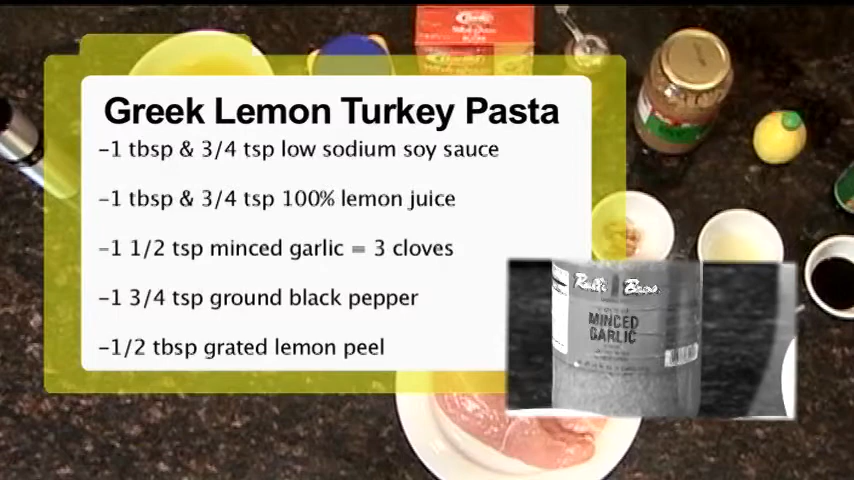 Greek Lemon Turkey Pasta
-1 tbsp & 3/4 tsp low sodium soy sauce
-1 tbsp & 3/4 tsp 100% lemon juice
-1 1/2 tsp minced garlic = 3 cloves
-1 3/4 tsp ground black pepper
-1/2 tbsp grated lemon peel
MINCED
GARLIC